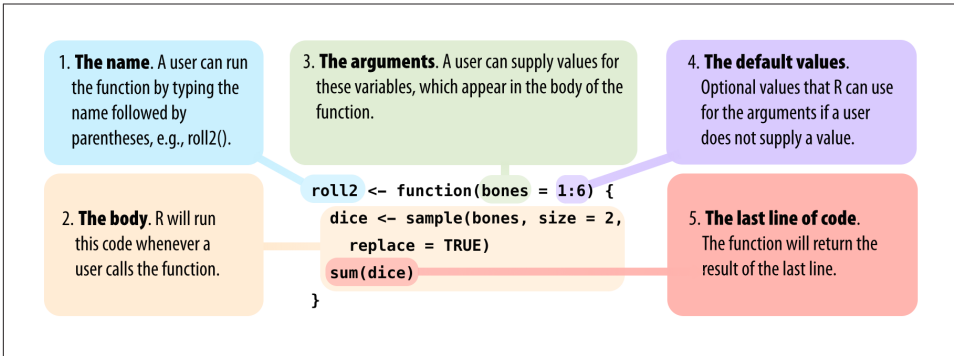 1. The name. A user can run
the function by typing the
name followed by
parentheses, e.g., roll2().
3. The arguments. A user can supply values for
these variables, which appear in the body of the
function.
4. The default values.
Optional values that R can use
for the arguments if a user
does not supply a value.
2. The body. R will run
this code whenever a
user calls the function.
roll2 <- function(bones = 1:6) {
dice <- sample(bones, size = 2,
replace = TRUE)
sum(dice)
}
5. The last line of code.
The function will return the
result of the last line.